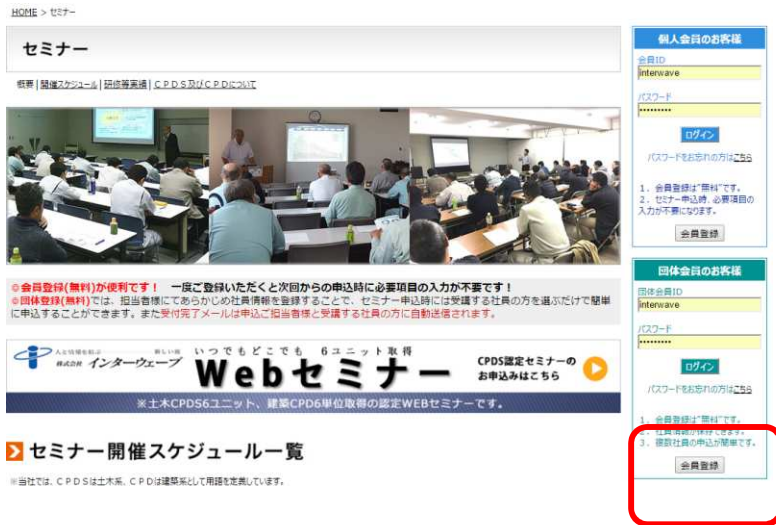 HOME > セミナー
セミナー
概要 | 開催スケジュール | 研修等実績 | ＣＰＤＳ及びＣＰＤについて
◎会員登録(無料)が便利です！　一度ご登録いただくと次回からの申込時に必要項目の入力が不要です！
◎団体登録(無料)では、担当者様にてあらかじめ社員情報を登録することで、セミナー申込時には受講する社員の方を選ぶだけで簡単
に申込することができます。また受付完了メールは申込ご担当者様と受講する社員の方に自動送信されます。
人と情報を結ぶ 新しい波
株式会社 インターウェーブ
いつでもどこでも 6ユニット取得
Webセミナー
CPDS認定セミナーの
お申込みはこちら
※土木CPDS6ユニット、建築CPD6単位取得の認定WEBセミナーです。
セミナー開催スケジュール一覧
※当社では、ＣＰＤＳは土木系、ＣＰＤは建築系として用語を定義しています。
個人会員のお客様
会員ID
interwave
パスワード
•••••••••
ログイン
パスワードをお忘れの方はこちら
1．会員登録は"無料"です。
2．セミナー申込時、必要項目の
入力が不要になります。
会員登録
団体会員のお客様
団体会員ID
interwave
パスワード
•••••••••
ログイン
パスワードをお忘れの方はこちら
1．会員登録は"無料"です。
2．社員情報が保存できます。
3．複数社員の申込が簡単です。
会員登録